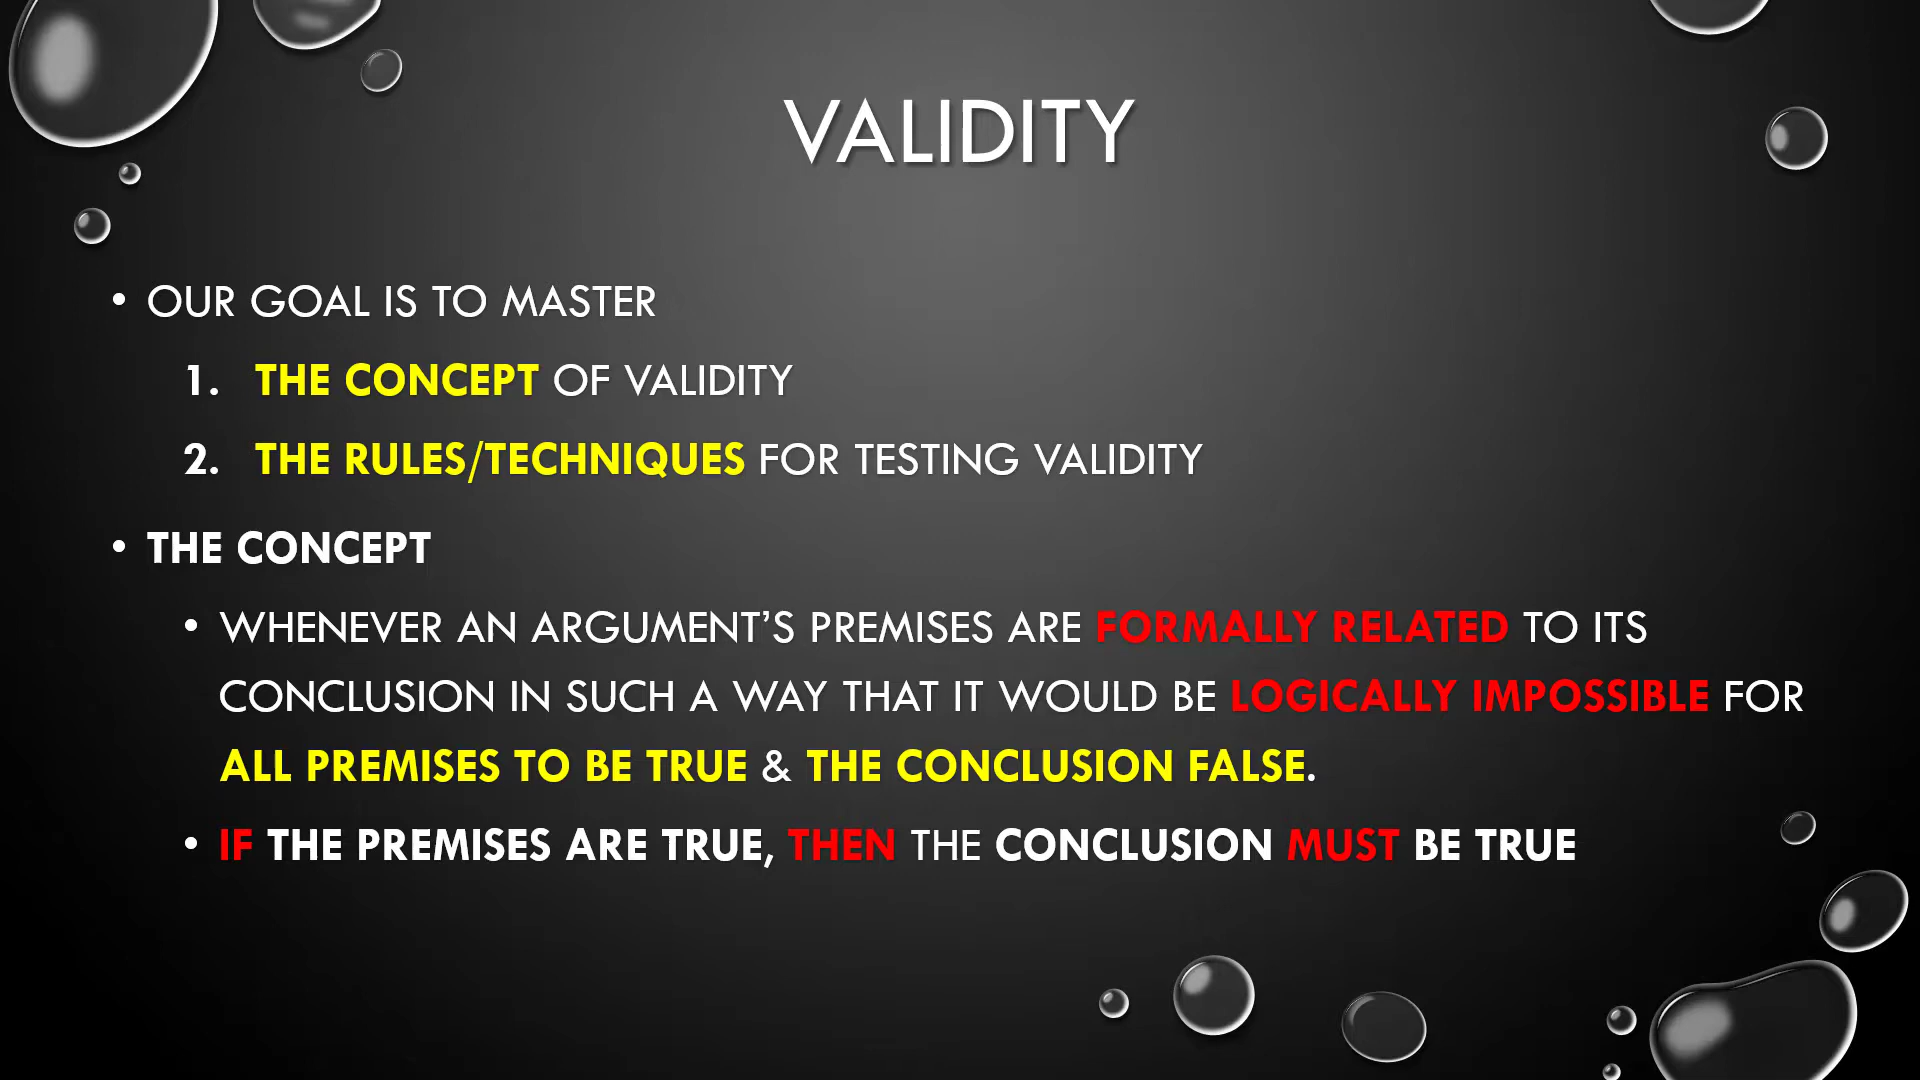 VALIDITY
• OUR GOAL IS TO MASTER
1. THE CONCEPT OF VALIDITY
2. THE RULES/TECHNIQUES FOR TESTING VALIDITY
• THE CONCEPT
• WHENEVER AN ARGUMENT’S PREMISES ARE FORMALLY RELATED TO ITS
CONCLUSION IN SUCH A WAY THAT IT WOULD BE LOGICALLY IMPOSSIBLE FOR
ALL PREMISES TO BE TRUE & THE CONCLUSION FALSE.
• IF THE PREMISES ARE TRUE, THEN THE CONCLUSION MUST BE TRUE